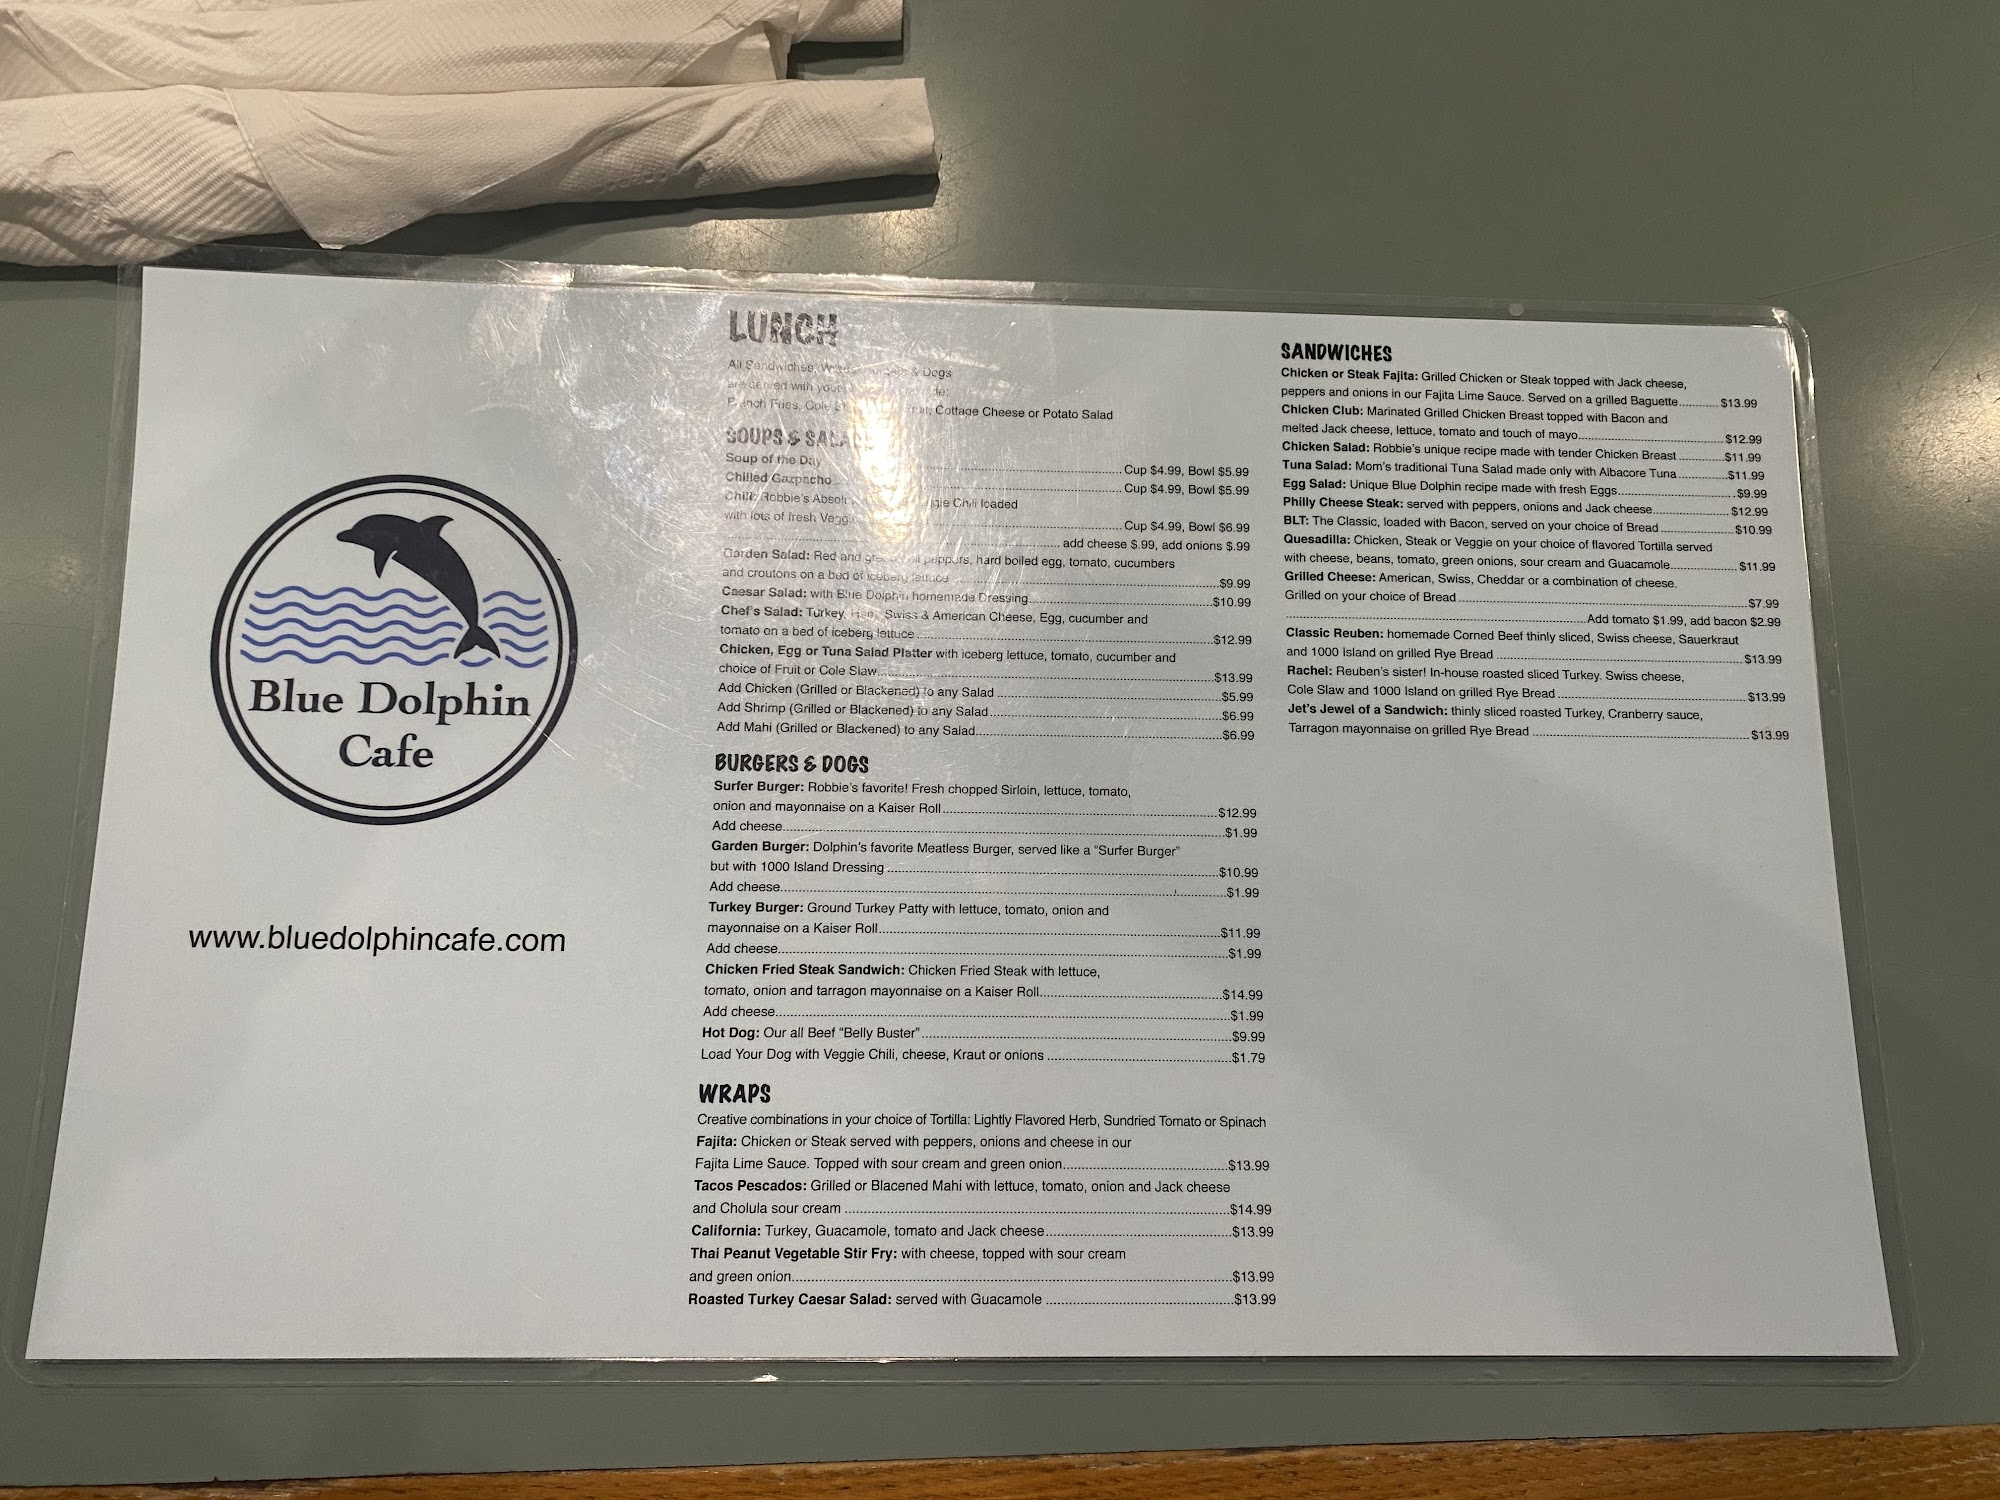 Blue Dolphin
Cafe
www.bluedolphincafe.com
LUNCH
All Sandwiches, & Dogs
are served with your
French Fries, Cole Cottage Cheese or Potato Salad
SOUPS & SALADS
Soup of the Day Cup $4.99, Bowl $5.99
Chilled Gazpacho Cup $4.99, Bowl $5.99
Chili: Robbie's Chili loaded
with lots of fresh Cup $4.99, Bowl $6.99
add cheese $.99, add onions $.99
Garden Salad: Red and peppers, hard boiled egg, tomato, cucumbers
and croutons on a bed of iceberg lettuce $9.99
Caesar Salad: with Blue Dolphin homemade Dressing $10.99
Chef's Salad: Turkey, Ham, Swiss & American Cheese, Egg, cucumber and
tomato on a bed of iceberg lettuce $12.99
Chicken, Egg or Tuna Salad Platter with iceberg lettuce, tomato, cucumber and
choice of Fruit or Cole Slaw $13.99
Add Chicken (Grilled or Blackened) to any Salad $5.99
Add Shrimp (Grilled or Blackened) to any Salad $6.99
Add Mahi (Grilled or Blackened) to any Salad $6.99
BURGERS & DOGS
Surfer Burger: Robbie's favorite! Fresh chopped Sirloin, lettuce, tomato,
onion and mayonnaise on a Kaiser Roll $12.99
Add cheese $1.99
Garden Burger: Dolphin's favorite Meatless Burger, served like a "Surfer Burger"
but with 1000 Island Dressing $10.99
Add cheese $1.99
Turkey Burger: Ground Turkey Patty with lettuce, tomato, onion and
mayonnaise on a Kaiser Roll $11.99
Add cheese $1.99
Chicken Fried Steak Sandwich: Chicken Fried Steak with lettuce,
tomato, onion and tarragon mayonnaise on a Kaiser Roll $14.99
Add cheese $1.99
Hot Dog: Our all Beef "Belly Buster" $9.99
Load Your Dog with Veggie Chili, cheese, Kraut or onions $1.79
WRAPS
Creative combinations in your choice of Tortilla: Lightly Flavored Herb, Sundried Tomato or Spinach
Fajita: Chicken or Steak served with peppers, onions and cheese in our
Fajita Lime Sauce. Topped with sour cream and green onion $13.99
Tacos Pescados: Grilled or Blacened Mahi with lettuce, tomato, onion and Jack cheese
and Cholula sour cream $14.99
California: Turkey, Guacamole, tomato and Jack cheese $13.99
Thai Peanut Vegetable Stir Fry: with cheese, topped with sour cream
and green onion $13.99
Roasted Turkey Caesar Salad: served with Guacamole $13.99
SANDWICHES
Chicken or Steak Fajita: Grilled Chicken or Steak topped with Jack cheese,
peppers and onions in our Fajita Lime Sauce. Served on a grilled Baguette $13.99
Chicken Club: Marinated Grilled Chicken Breast topped with Bacon and
melted Jack cheese, lettuce, tomato and touch of mayo $12.99
Chicken Salad: Robbie's unique recipe made with tender Chicken Breast $11.99
Tuna Salad: Mom's traditional Tuna Salad made only with Albacore Tuna $11.99
Egg Salad: Unique Blue Dolphin recipe made with fresh Eggs $9.99
Philly Cheese Steak: served with peppers, onions and Jack cheese $12.99
BLT: The Classic, loaded with Bacon, served on your choice of Bread $10.99
Quesadilla: Chicken, Steak or Veggie on your choice of flavored Tortilla served
with cheese, beans, tomato, green onions, sour cream and Guacamole $11.99
Grilled Cheese: American, Swiss, Cheddar or a combination of cheese.
Grilled on your choice of Bread $7.99
Add tomato $1.99, add bacon $2.99
Classic Reuben: homemade Corned Beef thinly sliced, Swiss cheese, Sauerkraut
and 1000 Island on grilled Rye Bread $13.99
Rachel: Reuben's sister! In-house roasted sliced Turkey. Swiss cheese,
Cole Slaw and 1000 Island on grilled Rye Bread $13.99
Jet's Jewel of a Sandwich: thinly sliced roasted Turkey, Cranberry sauce,
Tarragon mayonnaise on grilled Rye Bread $13.99